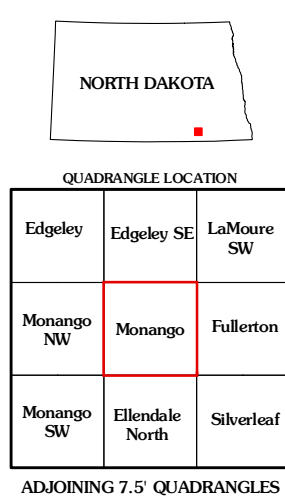 NORTH DAKOTA
QUADRANGLE LOCATION
Edgeley
Edgeley SE
LaMoure
SW
Monango
NW
Monango
Fullerton
Monango
SW
Ellendale
North
Silverleaf
ADJOINING 7.5' QUADRANGLES